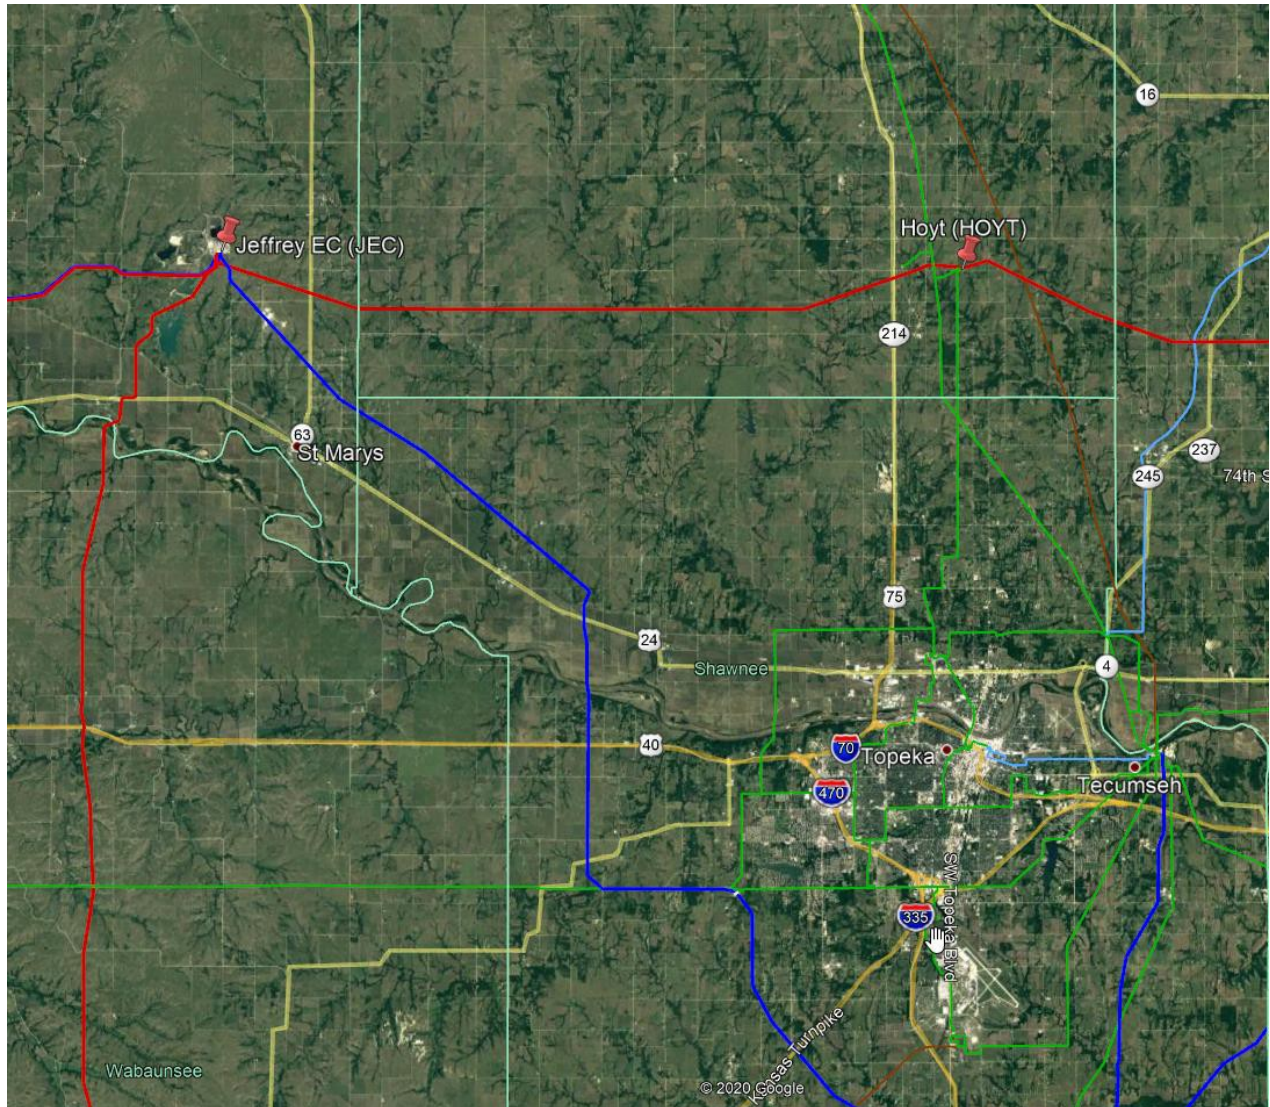 16
Hoyt (HOYT)
Jeffrey EC (JEC)
214
63
St Marys
237
245
74th S
75
24
Shawnee
4
40
70
Topeka
470
Tecumseh
SW Topeka Blvd
335
Kansas Turnpike
Wabaunsee
© 2020 Google